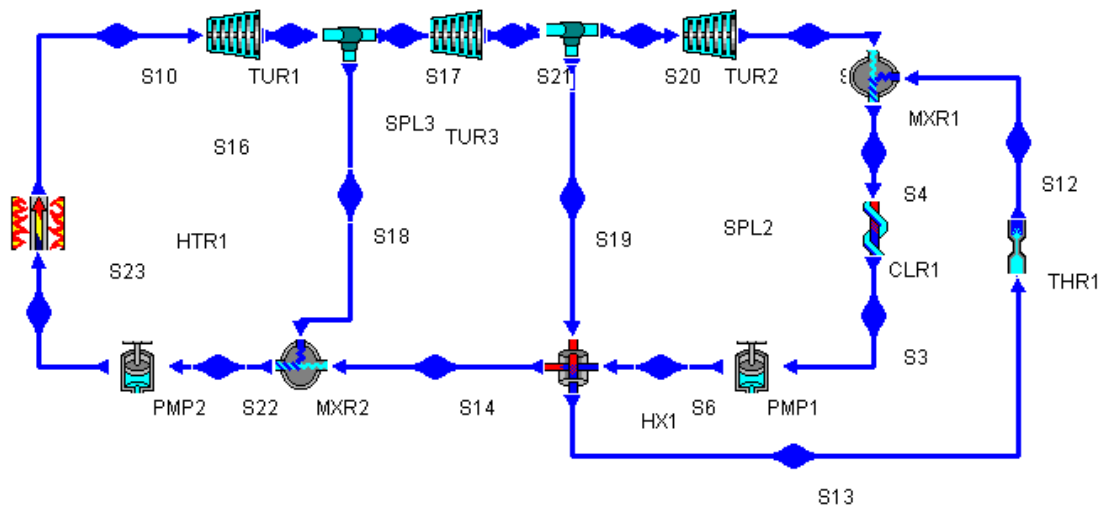 S10
TUR1
S17
S21
S20
TUR2
S
MXR1
SPL3
TUR3
S16
S4
S12
HTR1
S18
S19
SPL2
S23
CLR1
THR1
S3
PMP2
S22
MXR2
S14
HX1
S6
PMP1
S13